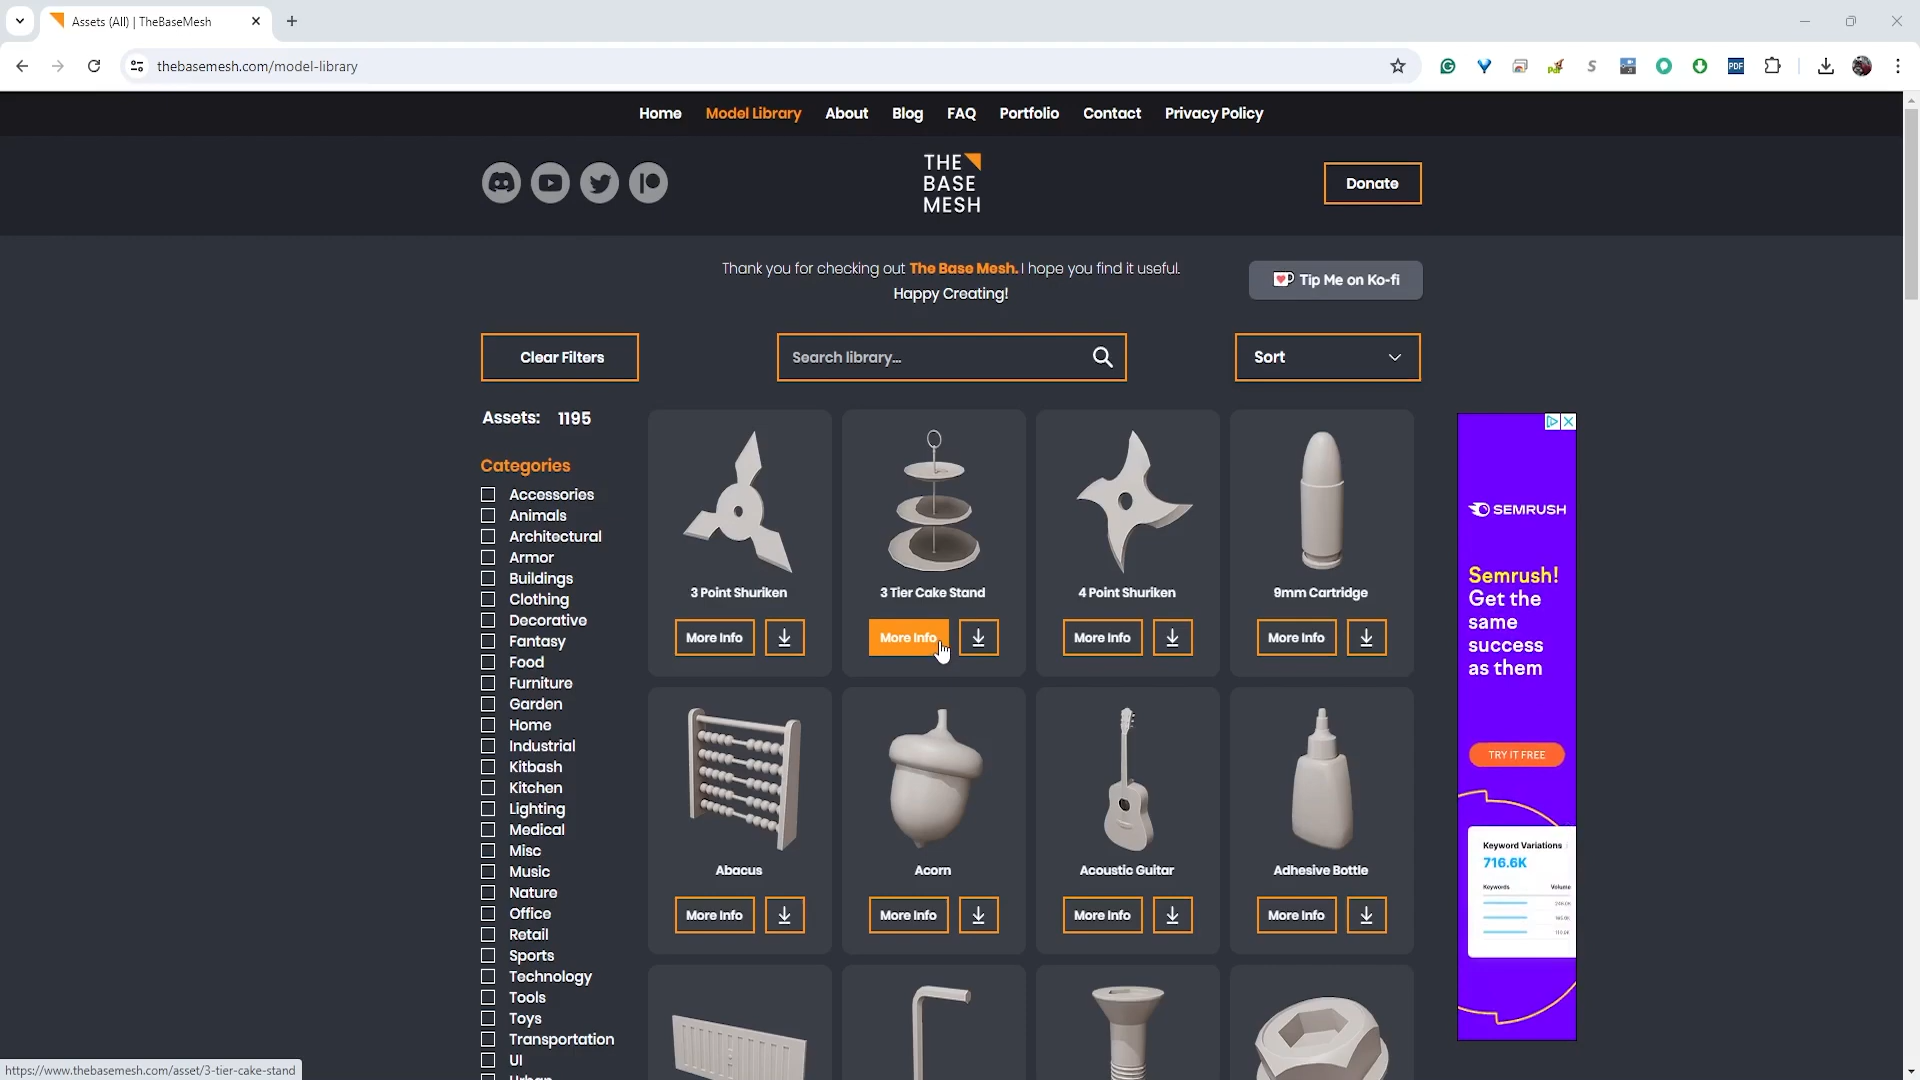 Assets (All) | TheBaseMesh
thebasemesh.com/model-library
PDF
Home Model Library About Blog FAQ Portfolio Contact Privacy Policy
THE
BASE
MESH
Donate
Thank you for checking out The Base Mesh. I hope you find it useful.
Happy Creating!
Tip Me on Ko-fi
Clear Filters
Search library...
Sort
Assets: 1195
Categories
Accessories
Animals
Architectural
Armor
Buildings
Clothing
Decorative
Fantasy
Food
Furniture
Garden
Home
Industrial
Kitbash
Kitchen
Lighting
Medical
Misc
Music
Nature
Office
Retail
Sports
Technology
Tools
Toys
Transportation
UI
Urban
3 Point Shuriken
More Info
3 Tier Cake Stand
More Info
4 Point Shuriken
More Info
9mm Cartridge
More Info
Abacus
More Info
Acorn
More Info
Acoustic Guitar
More Info
Adhesive Bottle
More Info
SEMRUSH
Semrush!
Get the
same
success
as them
TRY IT FREE
Keyword Variations
716.6K
Keywords Volume
https://www.thebasemesh.com/asset/3-tier-cake-stand